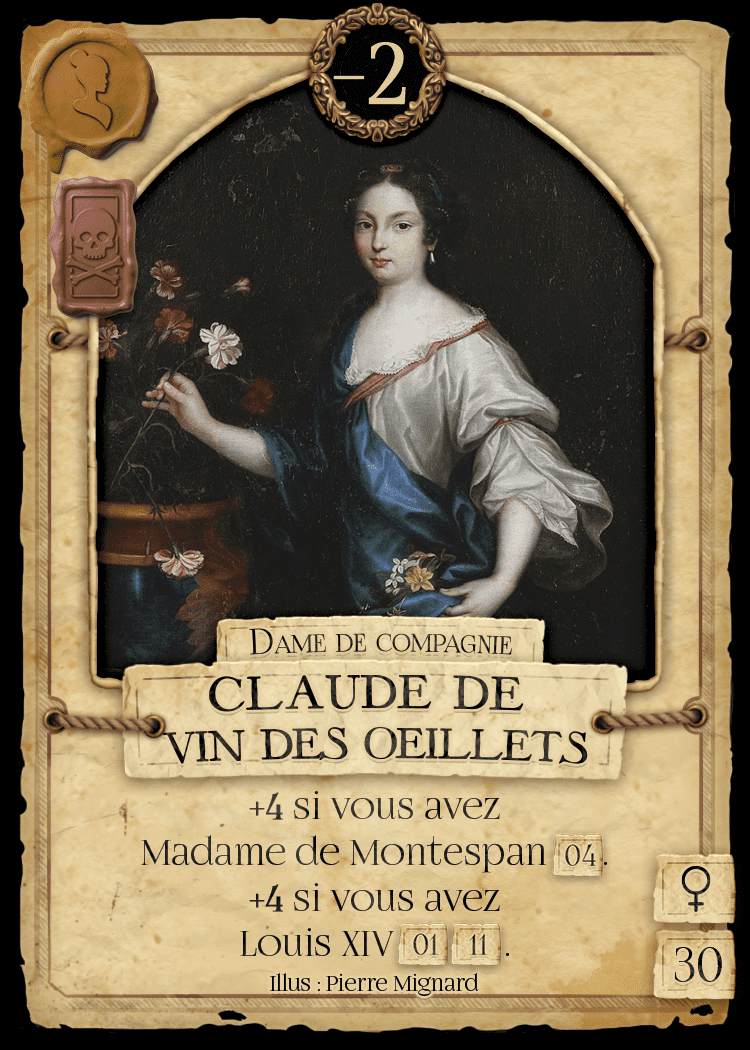 −2
DAME DE COMPAGNIE
CLAUDE DE
VIN DES OEILLETS
+4 si vous avez
Madame de Montespan 04.
+4 si vous avez
Louis XIV 01 11.
Illus : Pierre Mignard
♀
30